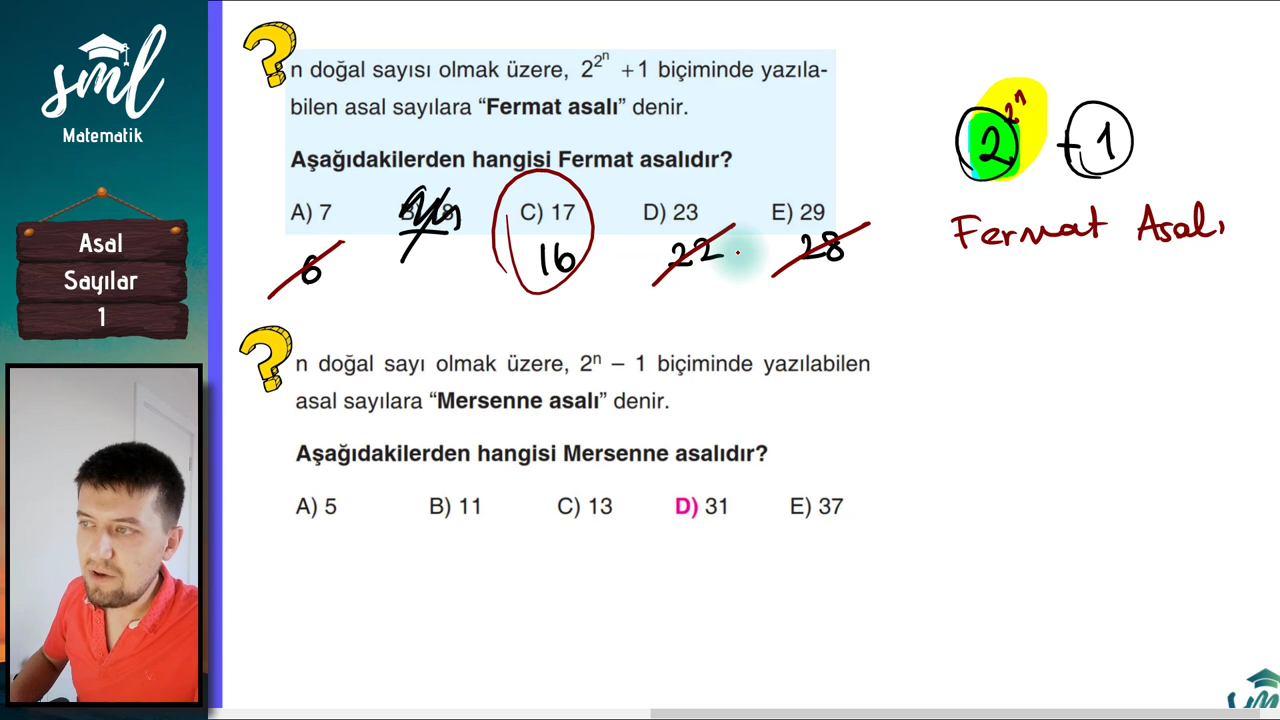 sml
Matematik
Asal
Sayılar
1
n doğal sayısı olmak üzere, 2^2^n + 1 biçiminde yazıla-
bilen asal sayılara “Fermat asalı” denir.
Aşağıdakilerden hangisi Fermat asalıdır?
A) 7 C) 17 D) 23 E) 29
6 16 22 28
2^2^n + 1
Fermat Asalı
n doğal sayı olmak üzere, 2^n – 1 biçiminde yazılabilen
asal sayılara “Mersenne asalı” denir.
Aşağıdakilerden hangisi Mersenne asalıdır?
A) 5 B) 11 C) 13 D) 31 E) 37